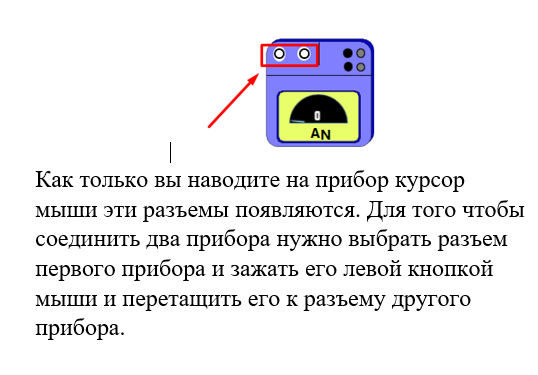 0
AN
Как только вы наводите на прибор курсор
мыши эти разъемы появляются. Для того чтобы
соединить два прибора нужно выбрать разъем
первого прибора и зажать его левой кнопкой
мыши и перетащить его к разъему другого
прибора.